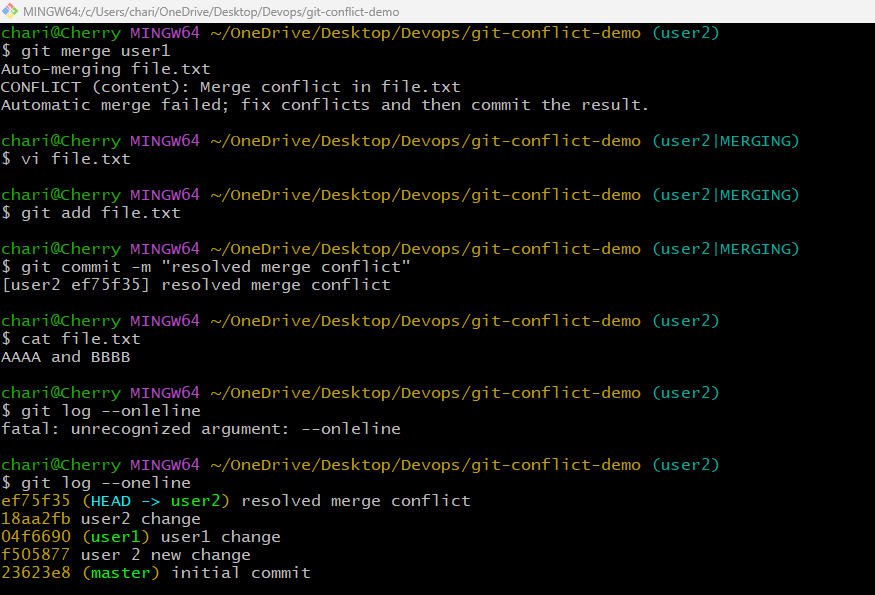 MINGW64:/c/Users/chari/OneDrive/Desktop/Devops/git-conflict-demo
chari@Cherry MINGW64 ~/OneDrive/Desktop/Devops/git-conflict-demo (user2)
$ git merge user1
Auto-merging file.txt
CONFLICT (content): Merge conflict in file.txt
Automatic merge failed; fix conflicts and then commit the result.
chari@Cherry MINGW64 ~/OneDrive/Desktop/Devops/git-conflict-demo (user2|MERGING)
$ vi file.txt
chari@Cherry MINGW64 ~/OneDrive/Desktop/Devops/git-conflict-demo (user2|MERGING)
$ git add file.txt
chari@Cherry MINGW64 ~/OneDrive/Desktop/Devops/git-conflict-demo (user2|MERGING)
$ git commit -m "resolved merge conflict"
[user2 ef75f35] resolved merge conflict
chari@Cherry MINGW64 ~/OneDrive/Desktop/Devops/git-conflict-demo (user2)
$ cat file.txt
AAAA and BBBB
chari@Cherry MINGW64 ~/OneDrive/Desktop/Devops/git-conflict-demo (user2)
$ git log --onleline
fatal: unrecognized argument: --onleline
chari@Cherry MINGW64 ~/OneDrive/Desktop/Devops/git-conflict-demo (user2)
$ git log --oneline
ef75f35 (HEAD -> user2) resolved merge conflict
18aa2fb user2 change
04f6690 (user1) user1 change
f505877 user 2 new change
23623e8 (master) initial commit